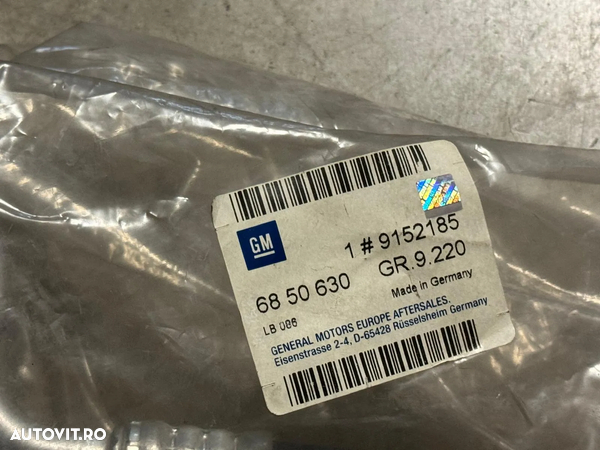 GM
1 # 9152185
68 50 630
GR.9.220
LB 086
Made in Germany
GENERAL MOTORS EUROPE AFTERSALES.
Eisenstrasse 2-4, D-65428 Rüsselsheim Germany
AUTOVIT.RO